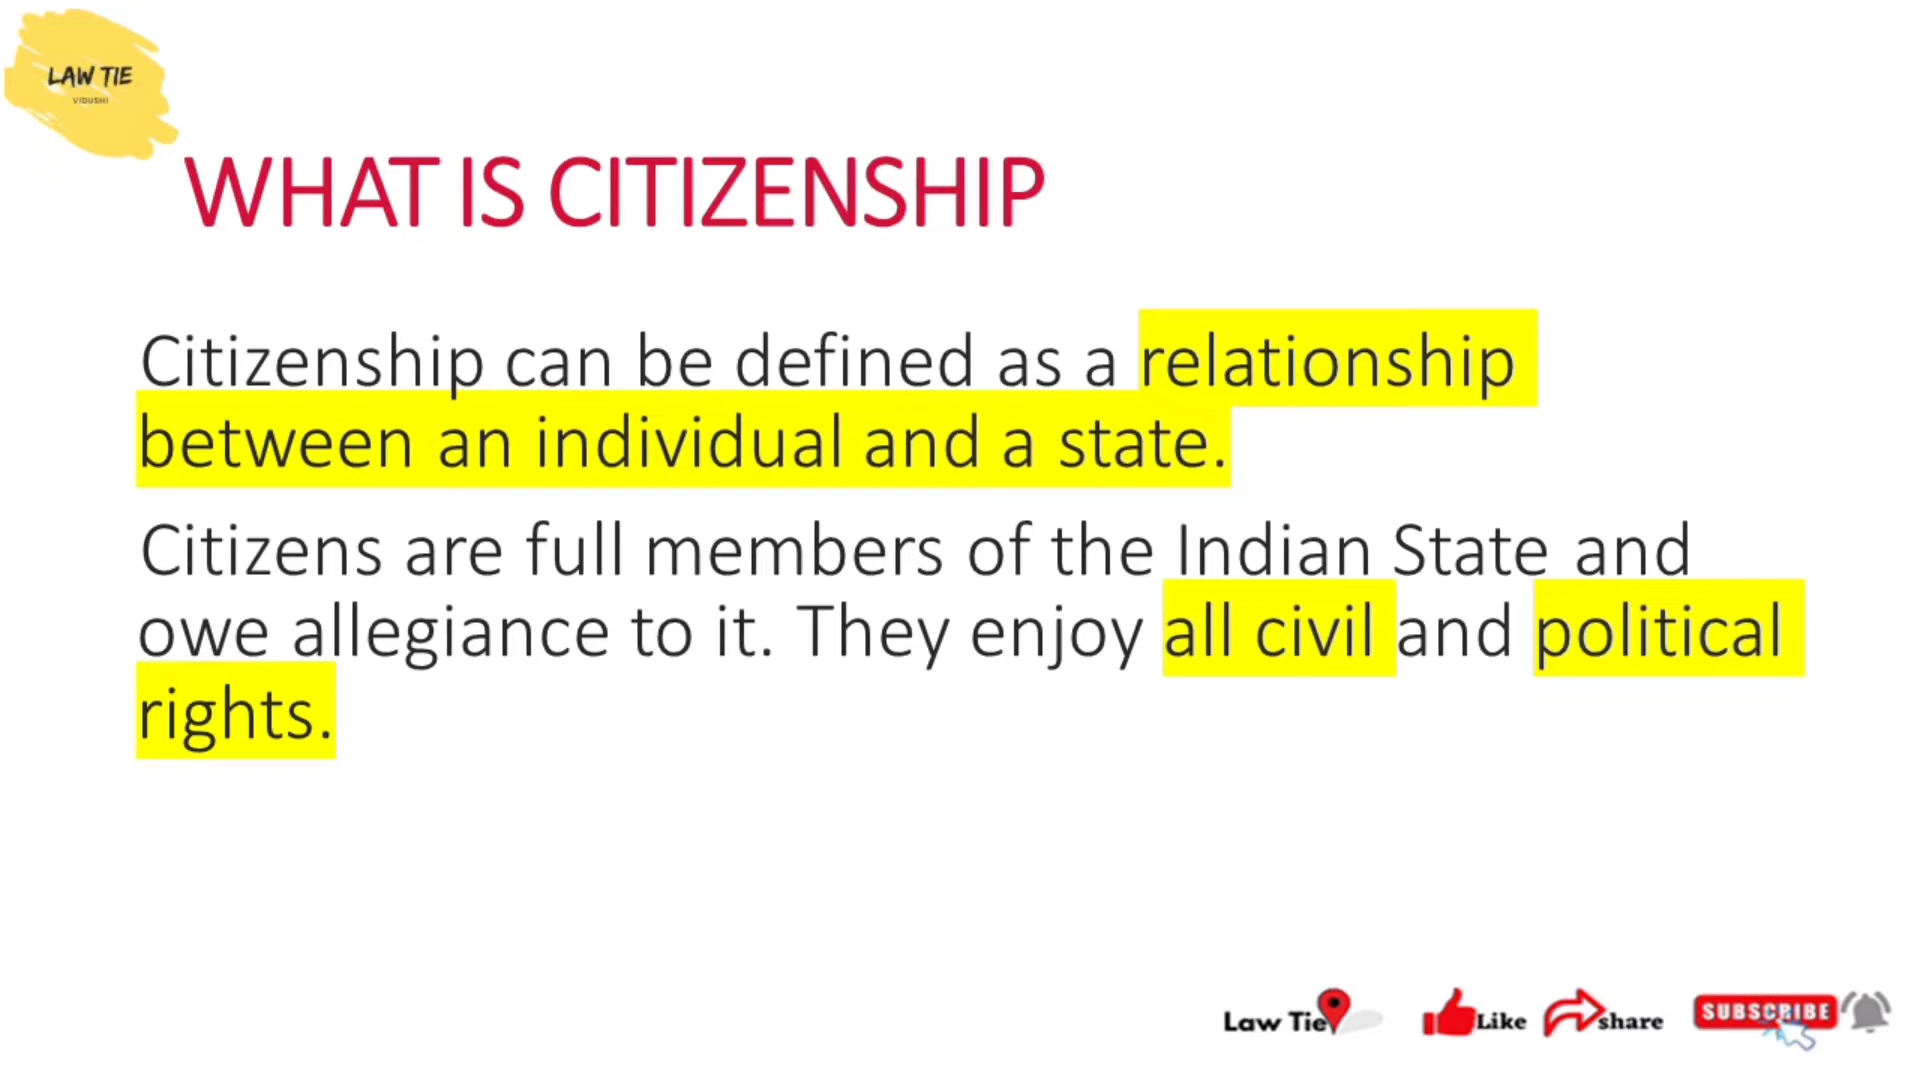 LAW TIE
VIDUSHI
WHAT IS CITIZENSHIP
Citizenship can be defined as a relationship
between an individual and a state.
Citizens are full members of the Indian State and
owe allegiance to it. They enjoy all civil and political
rights.
Law Tie Like share SUBSCRIBE